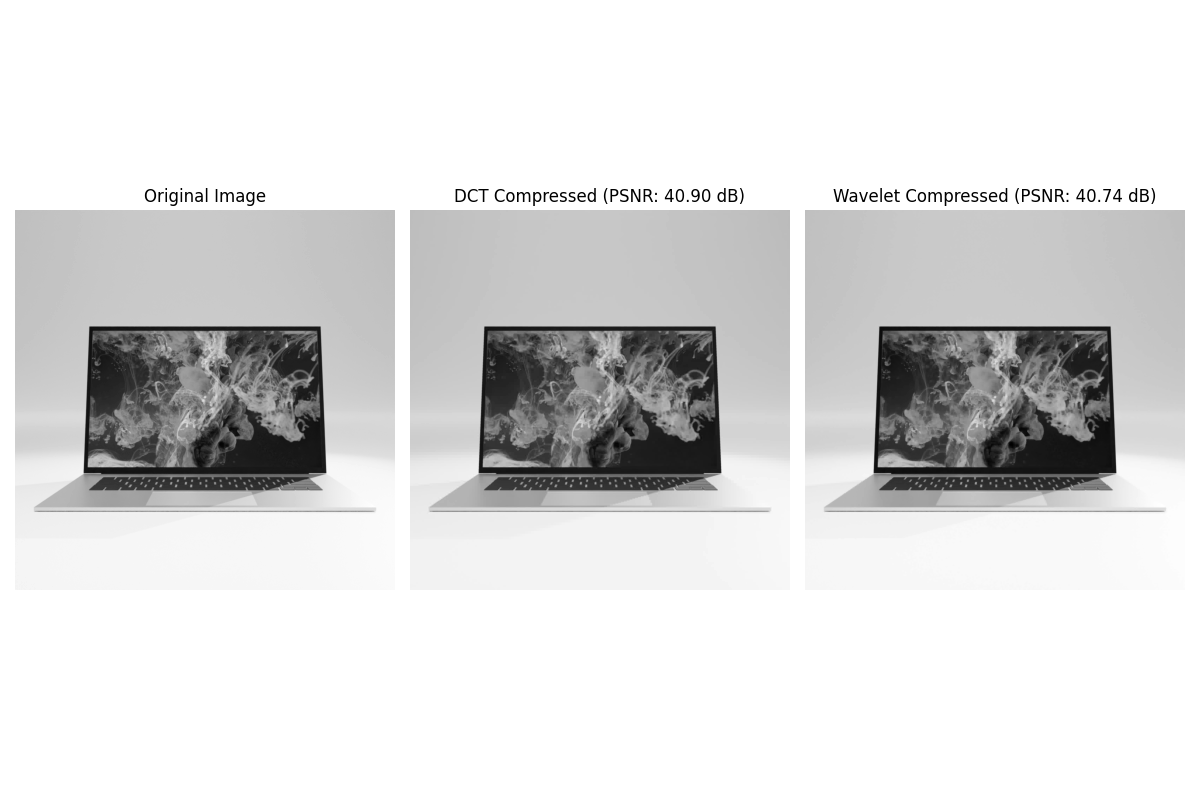 Original Image
DCT Compressed (PSNR: 40.90 dB)
Wavelet Compressed (PSNR: 40.74 dB)